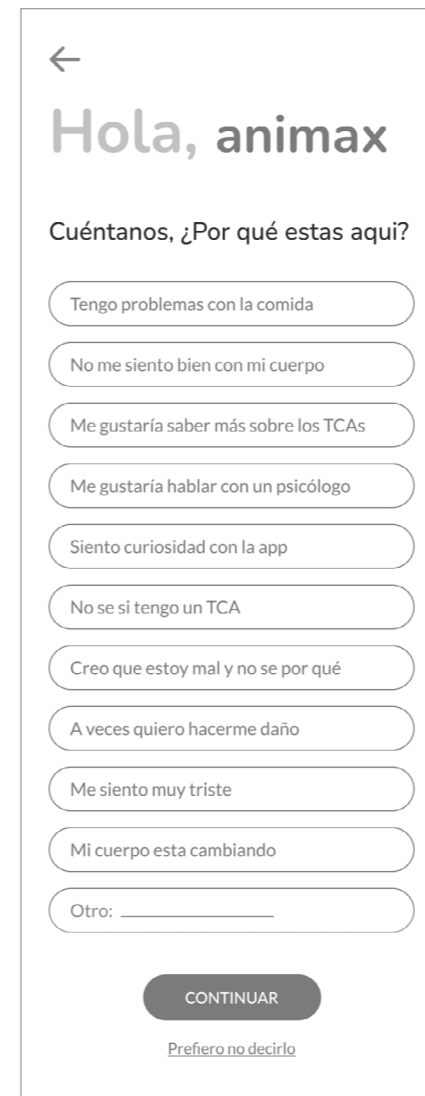 Hola, animax
Cuéntanos, ¿Por qué estas aqui?
Tengo problemas con la comida
No me siento bien con mi cuerpo
Me gustaría saber más sobre los TCAs
Me gustaría hablar con un psicólogo
Siento curiosidad con la app
No se si tengo un TCA
Creo que estoy mal y no se por qué
A veces quiero hacerme daño
Me siento muy triste
Mi cuerpo esta cambiando
Otro: _______________
CONTINUAR
Prefiero no decirlo